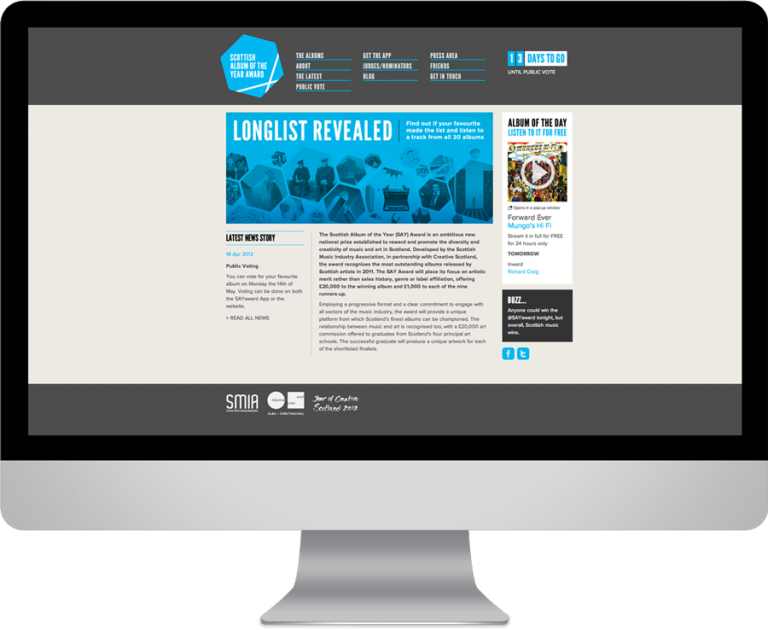 SCOTTISH
ALBUM OF THE
YEAR AWARD
THE ALBUMS
ABOUT
THE LATEST
PUBLIC VOTE
GET THE APP
JUDGES/NOMINATORS
BLOG
PRESS AREA
FRIENDS
GET IN TOUCH
1 3 DAYS TO GO
UNTIL PUBLIC VOTE
LONGLIST REVEALED
Find out if your favourite
made the list and listen to
a track from all 20 albums
LATEST NEWS STORY
18 Apr 2012
Public Voting
You can vote for your favourite
album on Monday the 14th of
May. Voting can be done on both
the SAYaward App or the
website.
> READ ALL NEWS
The Scottish Album of the Year (SAY) Award is an ambitious new
national prize established to reward and promote the diversity and
creativity of music and art in Scotland. Developed by the Scottish
Music Industry Association, in partnership with Creative Scotland,
the award recognises the most outstanding albums released by
Scottish artists in 2011. The SAY Award will place its focus on artistic
merit rather than sales history, genre or label affiliation, offering
£20,000 to the winning album and £1,000 to each of the nine
runners-up.
Employing a progressive format and a clear commitment to engage with
all sectors of the music industry, the award will provide a unique
platform from which Scotland's finest albums can be championed. The
relationship between music and art is recognised too, with a £20,000 art
commission offered to graduates from Scotland's four principal art
schools. The successful graduate will produce a unique artwork for each
of the shortlisted finalists.
ALBUM OF THE DAY
LISTEN TO IT FOR FREE
MUNGO'S HI FI
Opens in a pop-up window
Forward Ever
Mungo's Hi Fi
Stream it in full for FREE
for 24 hours only
TOMORROW
Inward
Richard Craig
BUZZ...
Anyone could win the
@SAYaward tonight, but
overall, Scottish music
wins.
SMIA
ALBA | CHRUTHACHAIL
Year of Creative
Scotland 2012